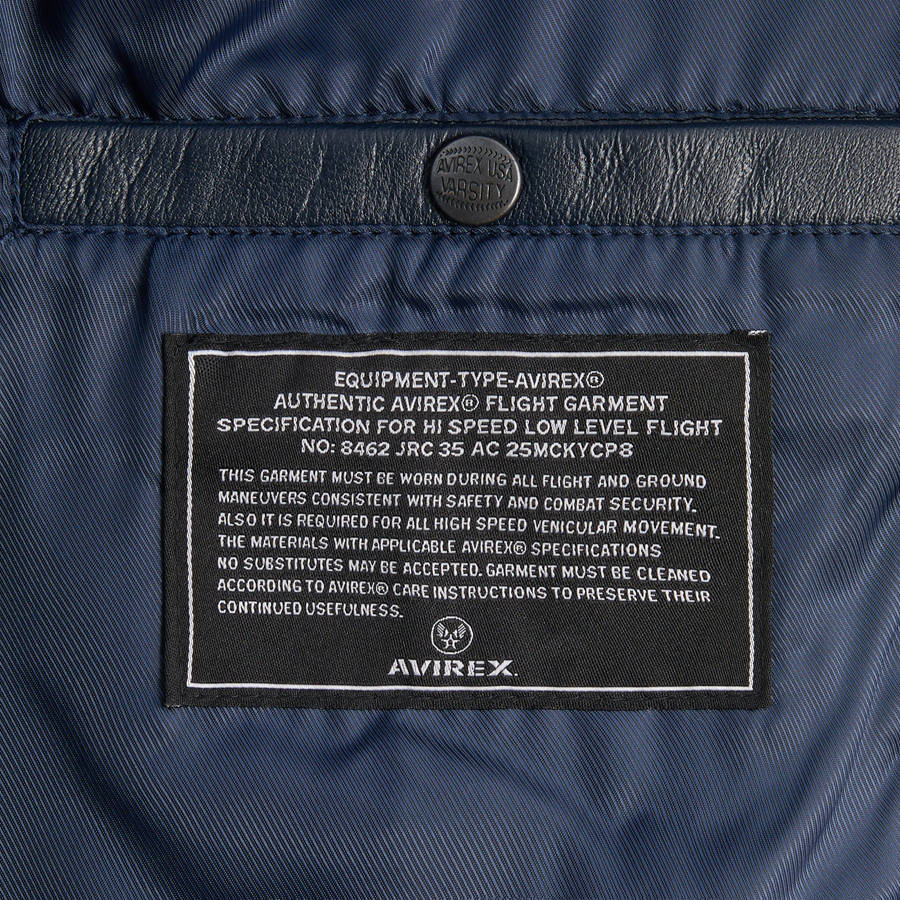 AVIREX USA
VARSITY
EQUIPMENT-TYPE-AVIREX®
AUTHENTIC AVIREX® FLIGHT GARMENT
SPECIFICATION FOR HI SPEED LOW LEVEL FLIGHT
NO: 8462 JRC 35 AC 25MCKYCP8
THIS GARMENT MUST BE WORN DURING ALL FLIGHT AND GROUND
MANEUVERS CONSISTENT WITH SAFETY AND COMBAT SECURITY.
ALSO IT IS REQUIRED FOR ALL HIGH SPEED VENICULAR MOVEMENT.
THE MATERIALS WITH APPLICABLE AVIREX® SPECIFICATIONS
NO SUBSTITUTES MAY BE ACCEPTED. GARMENT MUST BE CLEANED
ACCORDING TO AVIREX® CARE INSTRUCTIONS TO PRESERVE THEIR
CONTINUED USEFULNESS.
AVIREX.